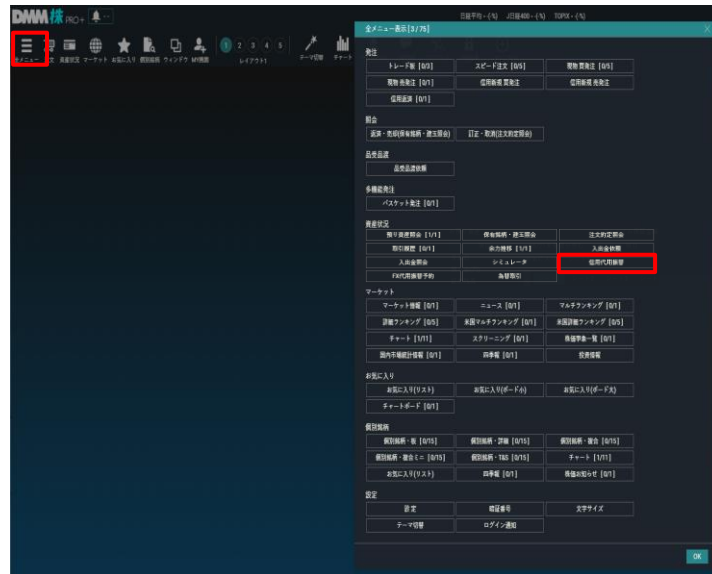 DMM 株 PRO+
日経平均 - (-%) J日経400 - (-%) TOPIX - (-%)
全メニュー 注文 資産状況 マーケット お気に入り 個別銘柄 ウィンドウ MY画面 1 2 3 4 5 レイアウト1 テーマ切替 チャート
全メニュー表示[3/75] X
発注
トレード板 [0/3] スピード注文 [0/5] 現物 買発注 [0/5]
現物 売発注 [0/1] 信用新規 買発注 信用新規 売発注
信用返済 [0/1]
照会
返済・売却(保有銘柄・建玉照会) 訂正・取消(注文約定照会)
品受品渡
品受品渡依頼
多機能発注
バスケット発注 [0/1]
資産状況
預り資産照会 [1/1] 保有銘柄・建玉照会 注文約定照会
取引履歴 [0/1] 余力推移 [1/1] 入出金依頼
入出金照会 シミュレータ 信用代用振替
FX代用振替予約 為替取引
マーケット
マーケット情報 [0/1] ニュース [0/1] マルチランキング [0/1]
詳細ランキング [0/5] 米国マルチランキング [0/1] 米国詳細ランキング [0/5]
チャート [1/11] スクリーニング [0/1] 株価予象一覧 [0/1]
国内市場統計情報 [0/1] 四季報 [0/1] 投資情報
お気に入り
お気に入り(リスト) お気に入り(ボード小) お気に入り(ボード大)
チャートボード [0/1]
個別銘柄
個別銘柄・板 [0/15] 個別銘柄・詳細 [0/15] 個別銘柄・複合 [0/15]
個別銘柄・複合ミニ [0/15] 個別銘柄・T&S [0/15] チャート [1/11]
お気に入り(リスト) 四季報 [0/1] 株価お知らせ [0/1]
設定
設定 暗証番号 文字サイズ
テーマ切替 ログイン通知
OK